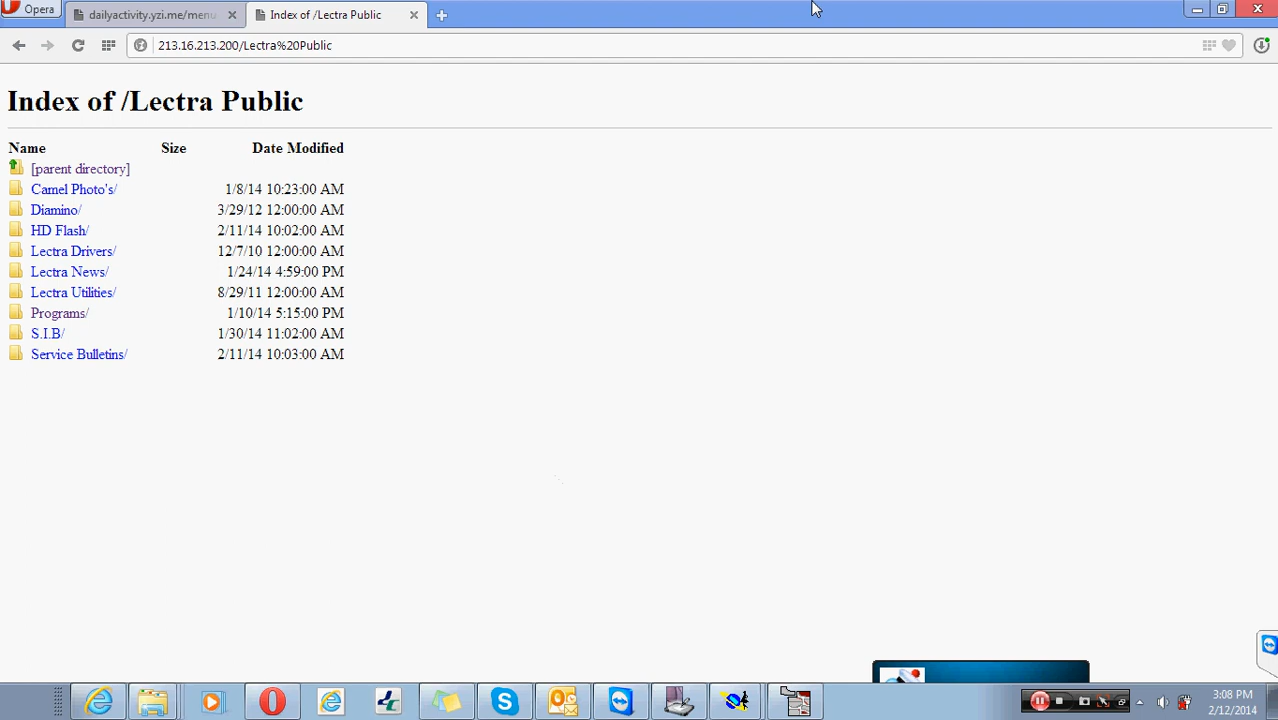 Opera
dailyactivity.yzi.me/menu
Index of /Lectra Public
213.16.213.200/Lectra%20Public
Index of /Lectra Public
Name Size Date Modified
[parent directory]
Camel Photo's/ 1/8/14 10:23:00 AM
Diamino/ 3/29/12 12:00:00 AM
HD Flash/ 2/11/14 10:02:00 AM
Lectra Drivers/ 12/7/10 12:00:00 AM
Lectra News/ 1/24/14 4:59:00 PM
Lectra Utilities/ 8/29/11 12:00:00 AM
Programs/ 1/10/14 5:15:00 PM
S.I.B/ 1/30/14 11:02:00 AM
Service Bulletins/ 2/11/14 10:03:00 AM
3:08 PM
2/12/2014